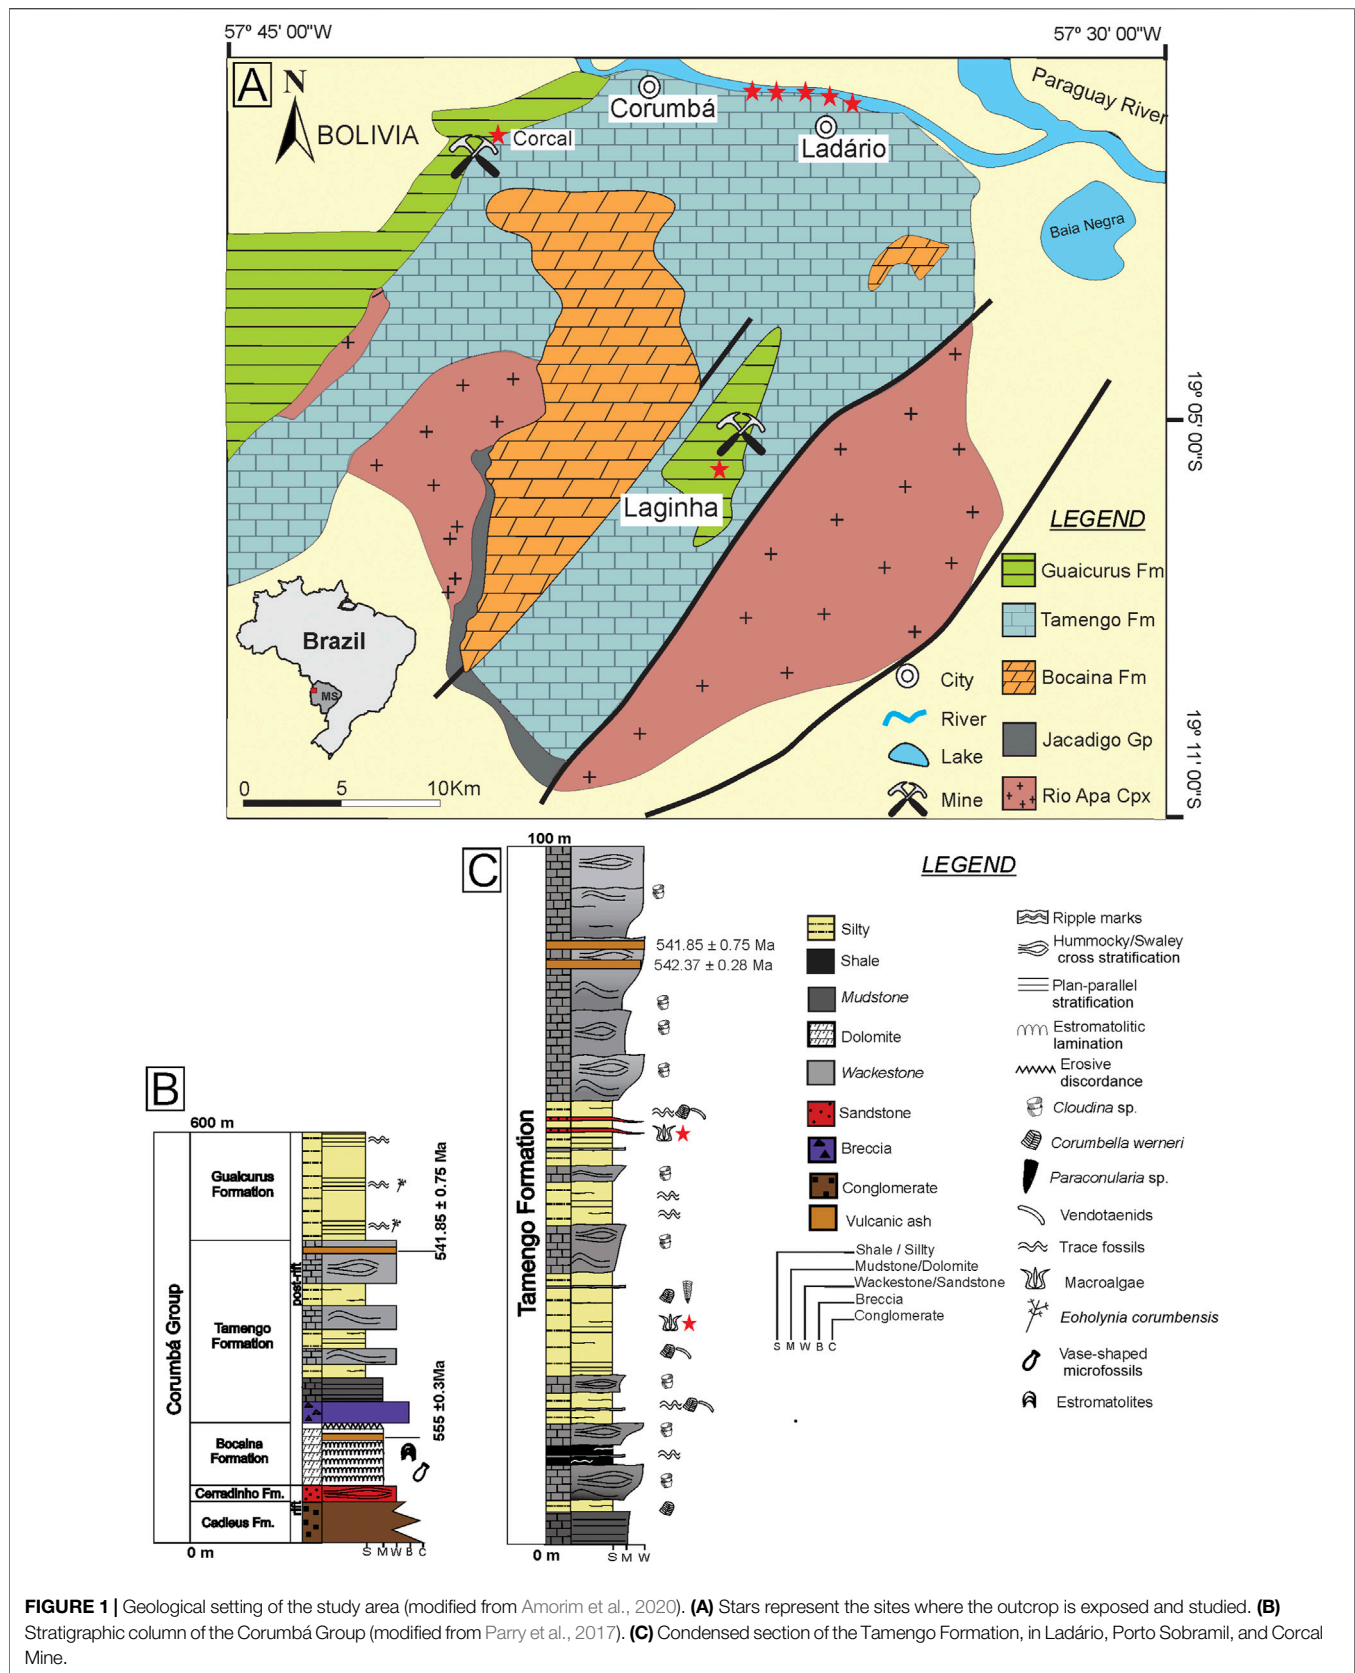 57º 45' 00"W
57º 30' 00"W
A
N
BOLIVIA
Corumbá
Corcal
Ladário
Paraguay River
Baia Negra
19º 05' 00"S
Laginha
LEGEND
Guaicurus Fm
Tamengo Fm
Bocaina Fm
Jacadigo Gp
Rio Apa Cpx
City
River
Lake
Mine
Brazil
MS
0 5 10Km
19º 11' 00"S
C
100 m
Tamengo Formation
541.85 ± 0.75 Ma
542.37 ± 0.28 Ma
0 m
S M W
LEGEND
Silty
Shale
Mudstone
Dolomite
Wackestone
Sandstone
Breccia
Conglomerate
Vulcanic ash
Shale / Sillty
Mudstone/Dolomite
Wackestone/Sandstone
Breccia
Conglomerate
S M W B C
Ripple marks
Hummocky/Swaley
cross stratification
Plan-parallel
stratification
Estromatolitic
lamination
Erosive
discordance
Cloudina sp.
Corumbella werneri
Paraconularia sp.
Vendotaenids
Trace fossils
Macroalgae
Eoholynia corumbensis
Vase-shaped
microfossils
Estromatolites
B
600 m
Corumbá Group
Guaicurus
Formation
Tamengo
Formation
Bocaina
Formation
Cerradinho Fm.
Cadieus Fm.
post-rift
rift
541.85 ± 0.75 Ma
555 ±0.3Ma
0 m
S M W B C
FIGURE 1 | Geological setting of the study area (modified from Amorim et al., 2020). (A) Stars represent the sites where the outcrop is exposed and studied. (B)
Stratigraphic column of the Corumbá Group (modified from Parry et al., 2017). (C) Condensed section of the Tamengo Formation, in Ladário, Porto Sobramil, and Corcal
Mine.